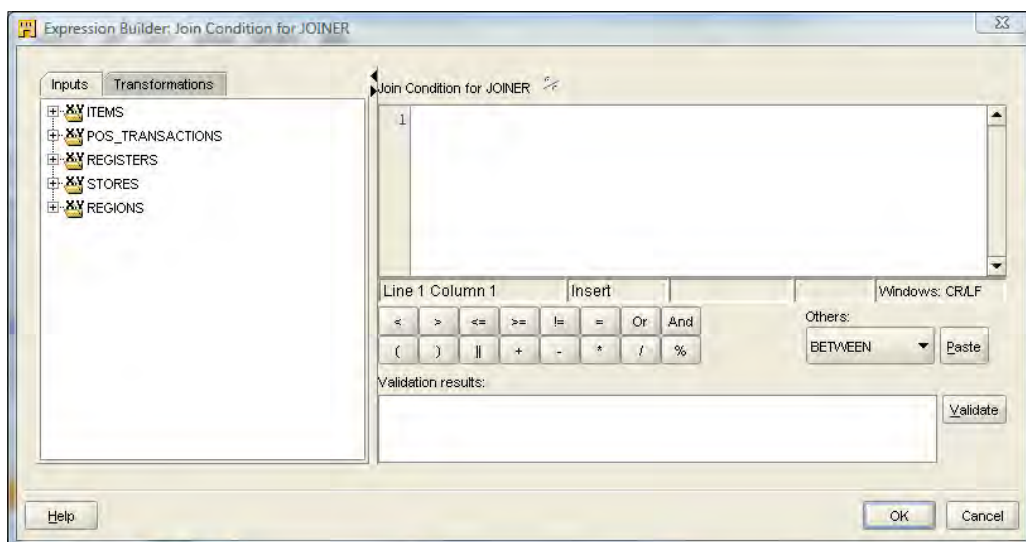 Expression Builder: Join Condition for JOINER
Inputs Transformations
ITEMS
POS_TRANSACTIONS
REGISTERS
STORES
REGIONS
Join Condition for JOINER
1
Line 1 Column 1 Insert Windows: CR/LF
< > <= >= != = Or And
( ) || + - * / %
Others:
BETWEEN Paste
Validation results:
Validate
Help OK Cancel